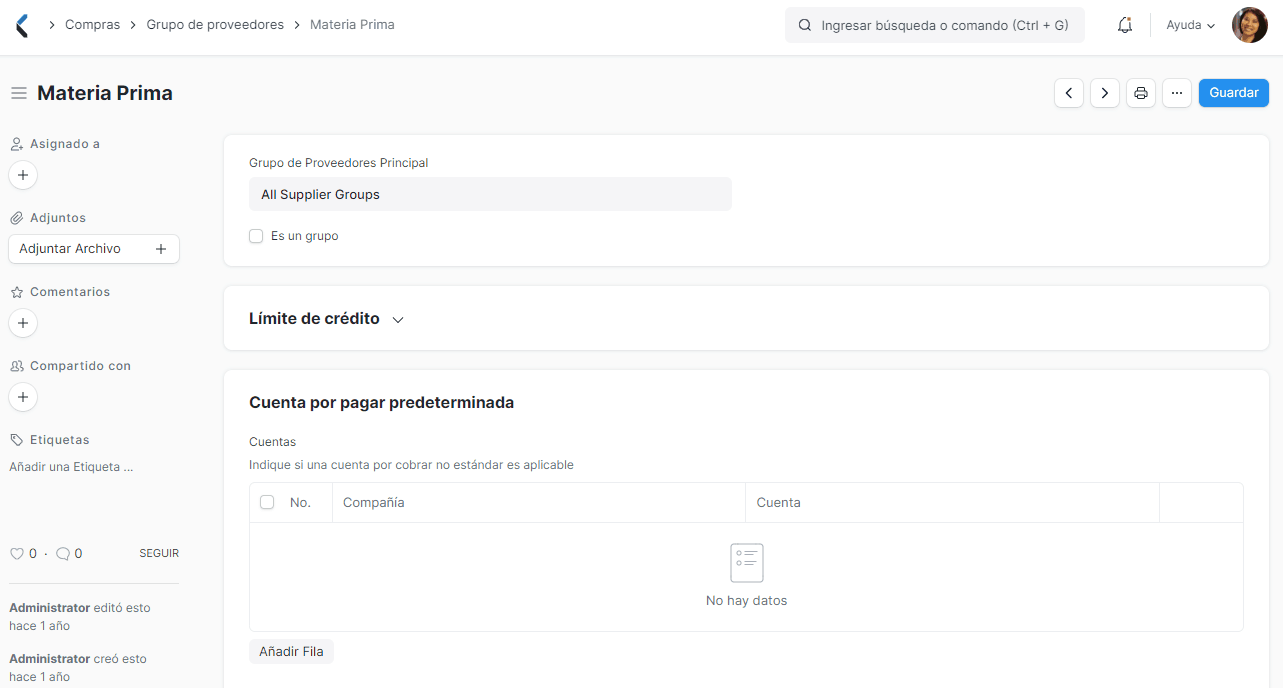 Compras Grupo de proveedores Materia Prima
Ingresar búsqueda o comando (Ctrl + G)
Ayuda
Materia Prima
Guardar
Asignado a
Adjuntos
Adjuntar Archivo
Comentarios
Compartido con
Etiquetas
Añadir una Etiqueta ...
0 · 0 SEGUIR
Administrator editó esto
hace 1 año
Administrator creó esto
hace 1 año
Grupo de Proveedores Principal
All Supplier Groups
Es un grupo
Límite de crédito
Cuenta por pagar predeterminada
Cuentas
Indique si una cuenta por cobrar no estándar es aplicable
No. Compañía Cuenta
No hay datos
Añadir Fila